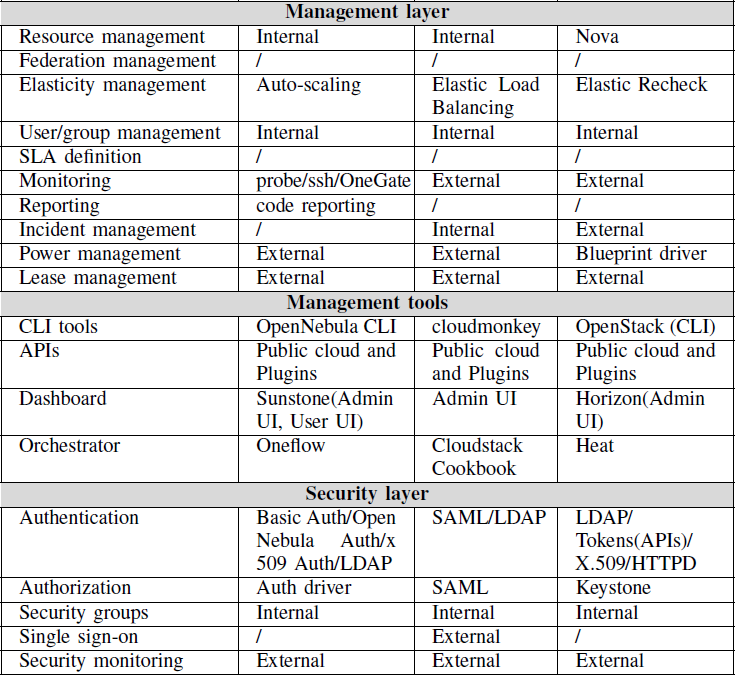 Management layer
Resource management Internal Internal Nova
Federation management / / /
Elasticity management Auto-scaling Elastic Load Elastic Recheck
Balancing
User/group management Internal Internal Internal
SLA definition / / /
Monitoring probe/ssh/OneGate External External
Reporting code reporting / /
Incident management / Internal External
Power management External External Blueprint driver
Lease management External External External
Management tools
CLI tools OpenNebula CLI cloudmonkey OpenStack (CLI)
APIs Public cloud and Public cloud Public cloud and
Plugins and Plugins Plugins
Dashboard Sunstone(Admin Admin UI Horizon(Admin
UI, User UI) UI)
Orchestrator Oneflow Cloudstack Heat
Cookbook
Security layer
Authentication Basic Auth/Open SAML/LDAP LDAP/
Nebula Auth/x Tokens(APIs)/
509 Auth/LDAP X.509/HTTPD
Authorization Auth driver SAML Keystone
Security groups Internal Internal Internal
Single sign-on / External /
Security monitoring External External External